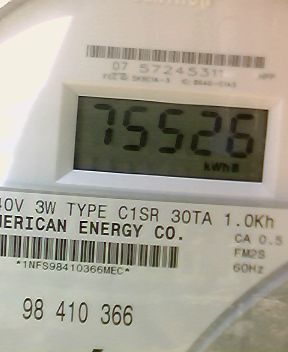 07 5724531
75526
kWh
40V 3W TYPE C1SR 30TA 1.0Kh
MERICAN ENERGY CO.
CA 0.5
FM2S
*1NFS98410366MEC*
60Hz
98 410 366